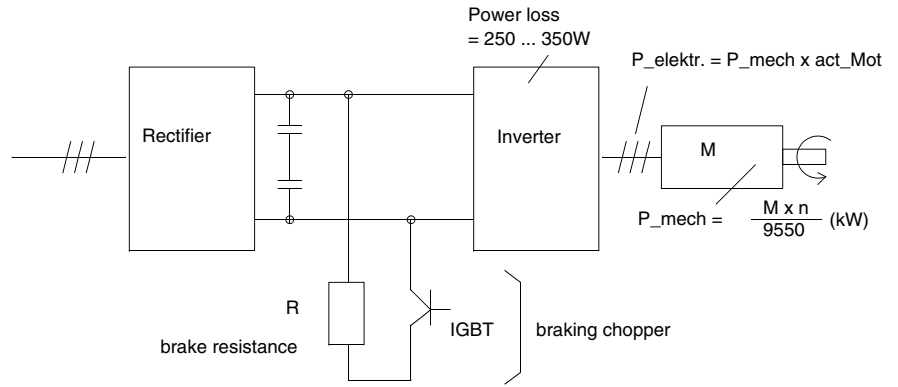 Power loss
= 250 ... 350W
P_elektr. = P_mech x act_Mot
Rectifier
Inverter
M
P_mech = M x n / 9550 (kW)
R
IGBT
braking chopper
brake resistance